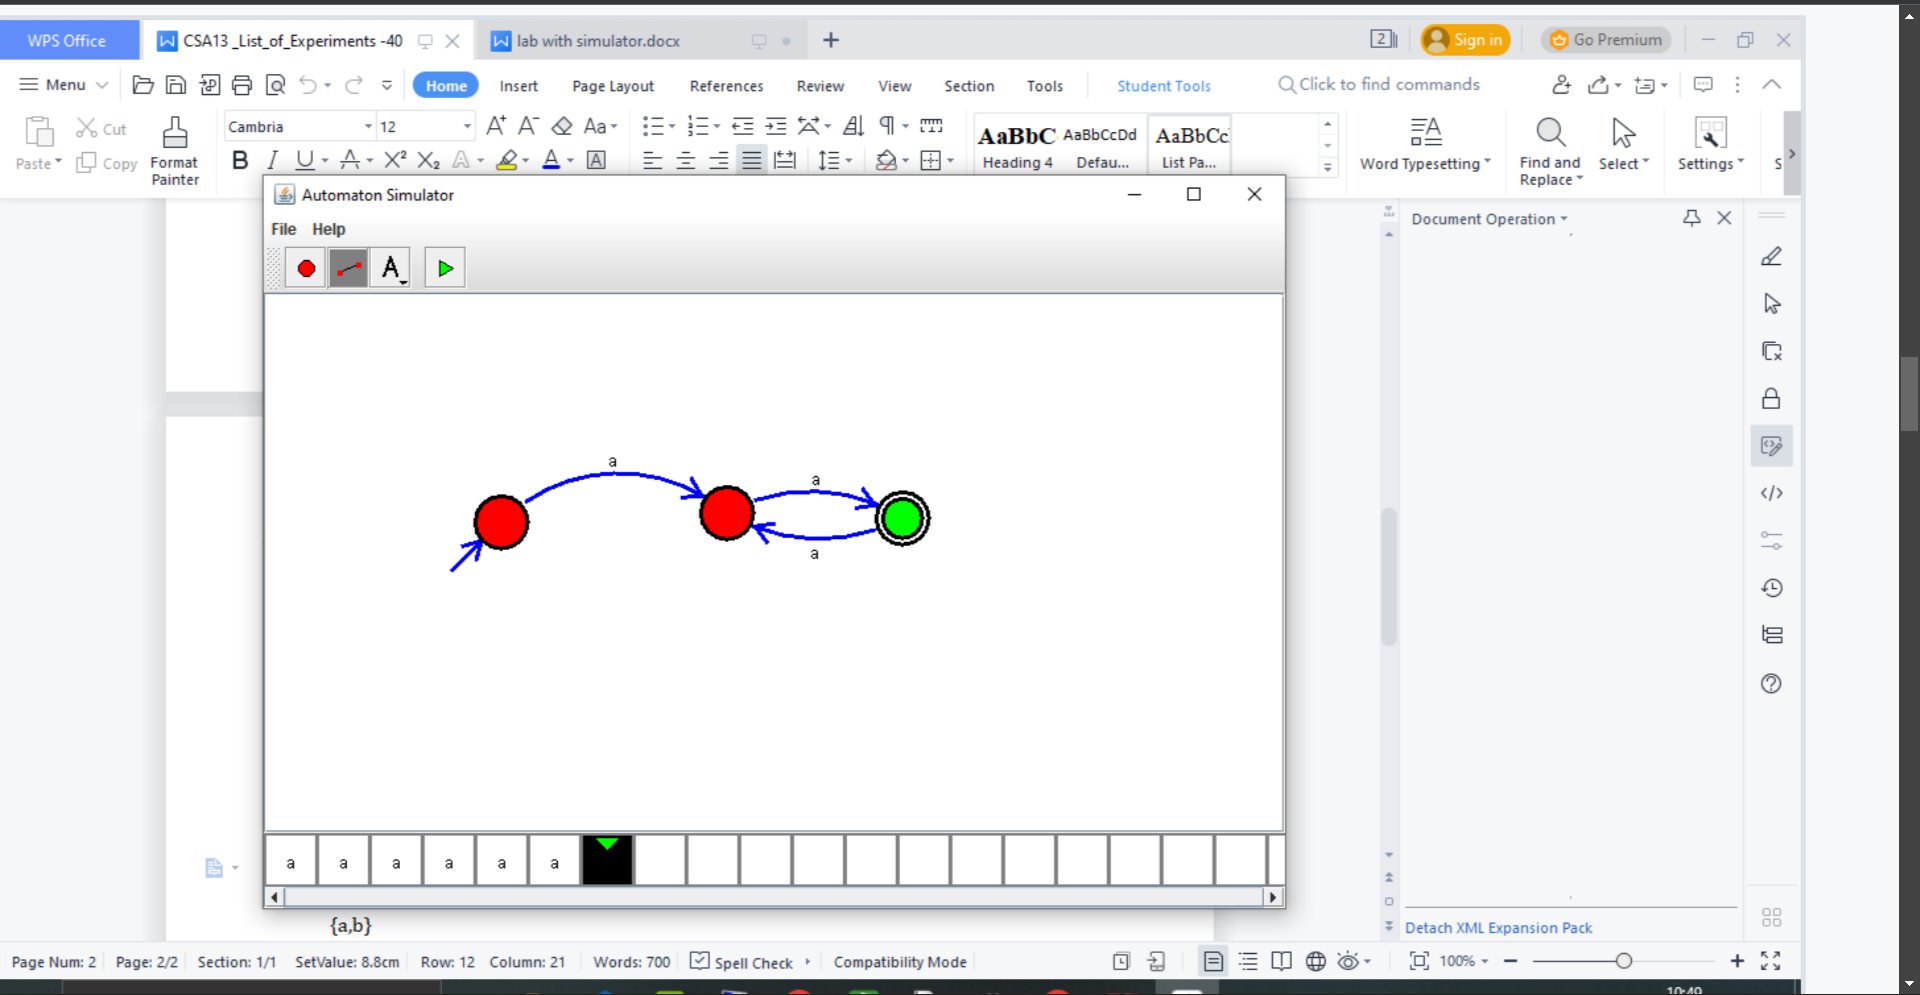 WPS Office CSA13 _List_of_Experiments -40 lab with simulator.docx 2 Sign in Go Premium
Menu Home Insert Page Layout References Review View Section Tools Student Tools Click to find commands
Paste Cut Copy Format Painter
Cambria 12 A+ A- Aa
B I U A X² X₂ A A A
AaBbC AaBbCcDd AaBbCc
Heading 4 Defau... List Pa...
Word Typesetting Find and Replace Select Settings S
Automaton Simulator
File Help
A
Document Operation
a
a
a
a a a a a a
{a,b}
Detach XML Expansion Pack
Page Num: 2 Page: 2/2 Section: 1/1 SetValue: 8.8cm Row: 12 Column: 21 Words: 700 Spell Check Compatibility Mode 100%
10:49